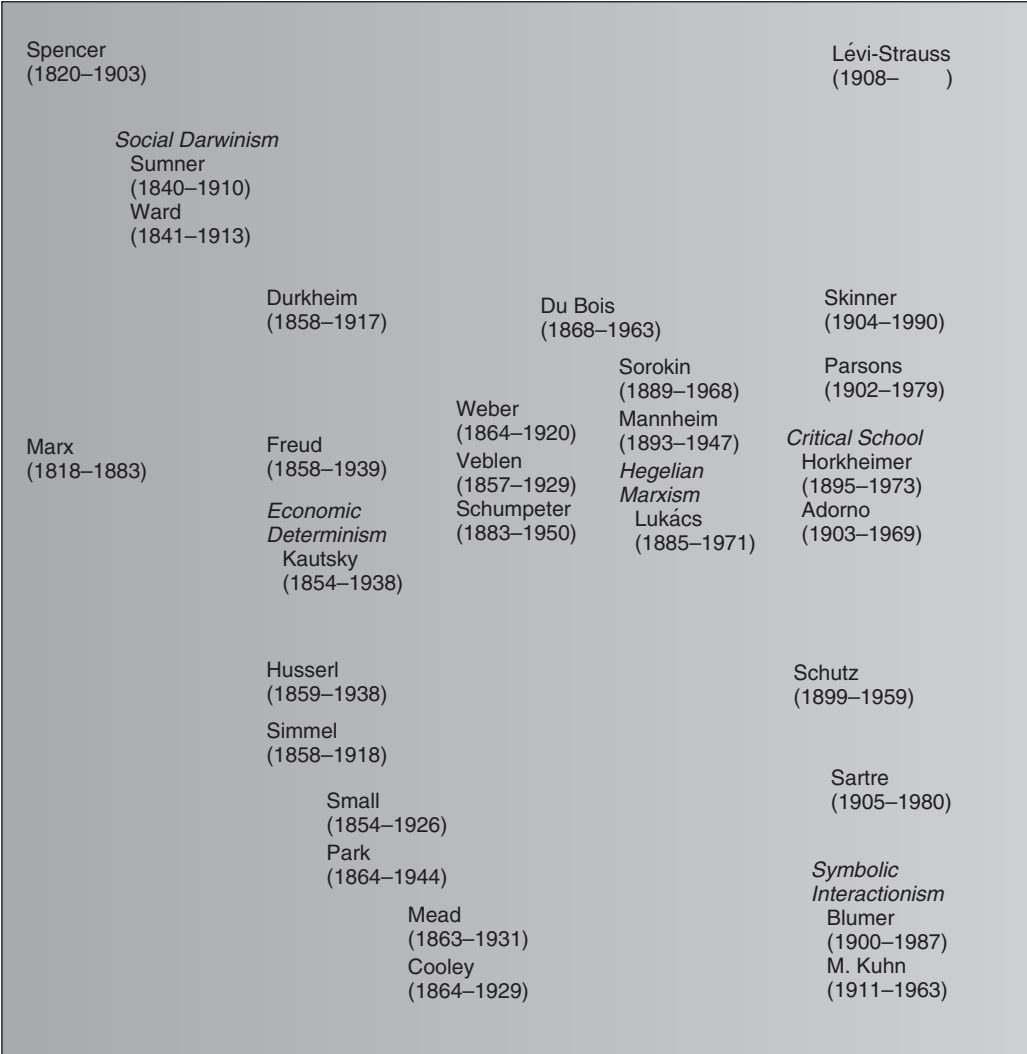 Spencer
(1820–1903)
Lévi-Strauss
(1908– )
Social Darwinism
Sumner
(1840–1910)
Ward
(1841–1913)
Durkheim
(1858–1917)
Du Bois
(1868–1963)
Skinner
(1904–1990)
Sorokin
(1889–1968)
Parsons
(1902–1979)
Marx
(1818–1883)
Freud
(1858–1939)
Economic
Determinism
Kautsky
(1854–1938)
Weber
(1864–1920)
Veblen
(1857–1929)
Schumpeter
(1883–1950)
Mannheim
(1893–1947)
Hegelian
Marxism
Lukács
(1885–1971)
Critical School
Horkheimer
(1895–1973)
Adorno
(1903–1969)
Husserl
(1859–1938)
Schutz
(1899–1959)
Simmel
(1858–1918)
Sartre
(1905–1980)
Small
(1854–1926)
Park
(1864–1944)
Mead
(1863–1931)
Cooley
(1864–1929)
Symbolic
Interactionism
Blumer
(1900–1987)
M. Kuhn
(1911–1963)